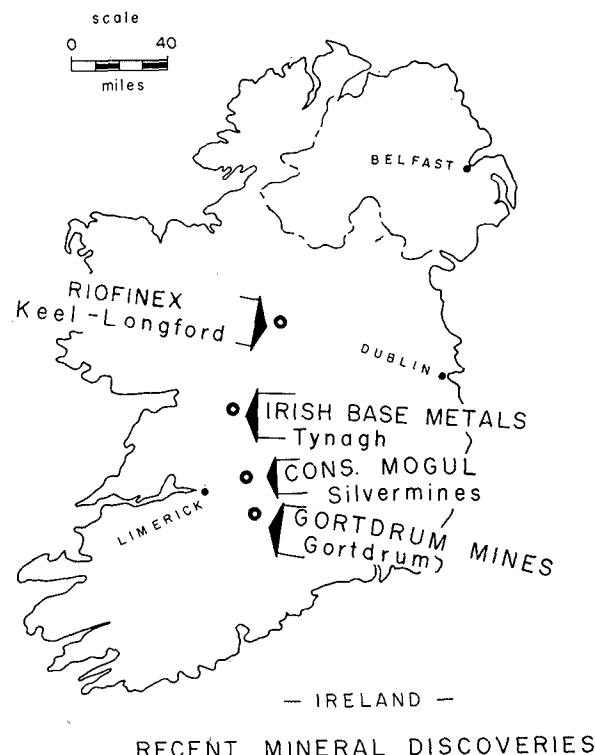 scale
0 40
miles
BELFAST
RIOFINEX
Keel-Longford
DUBLIN
IRISH BASE METALS
Tynagh
CONS. MOGUL
Silvermines
LIMERICK
GORTDRUM MINES
Gortdrum
— IRELAND —
RECENT MINERAL DISCOVERIES